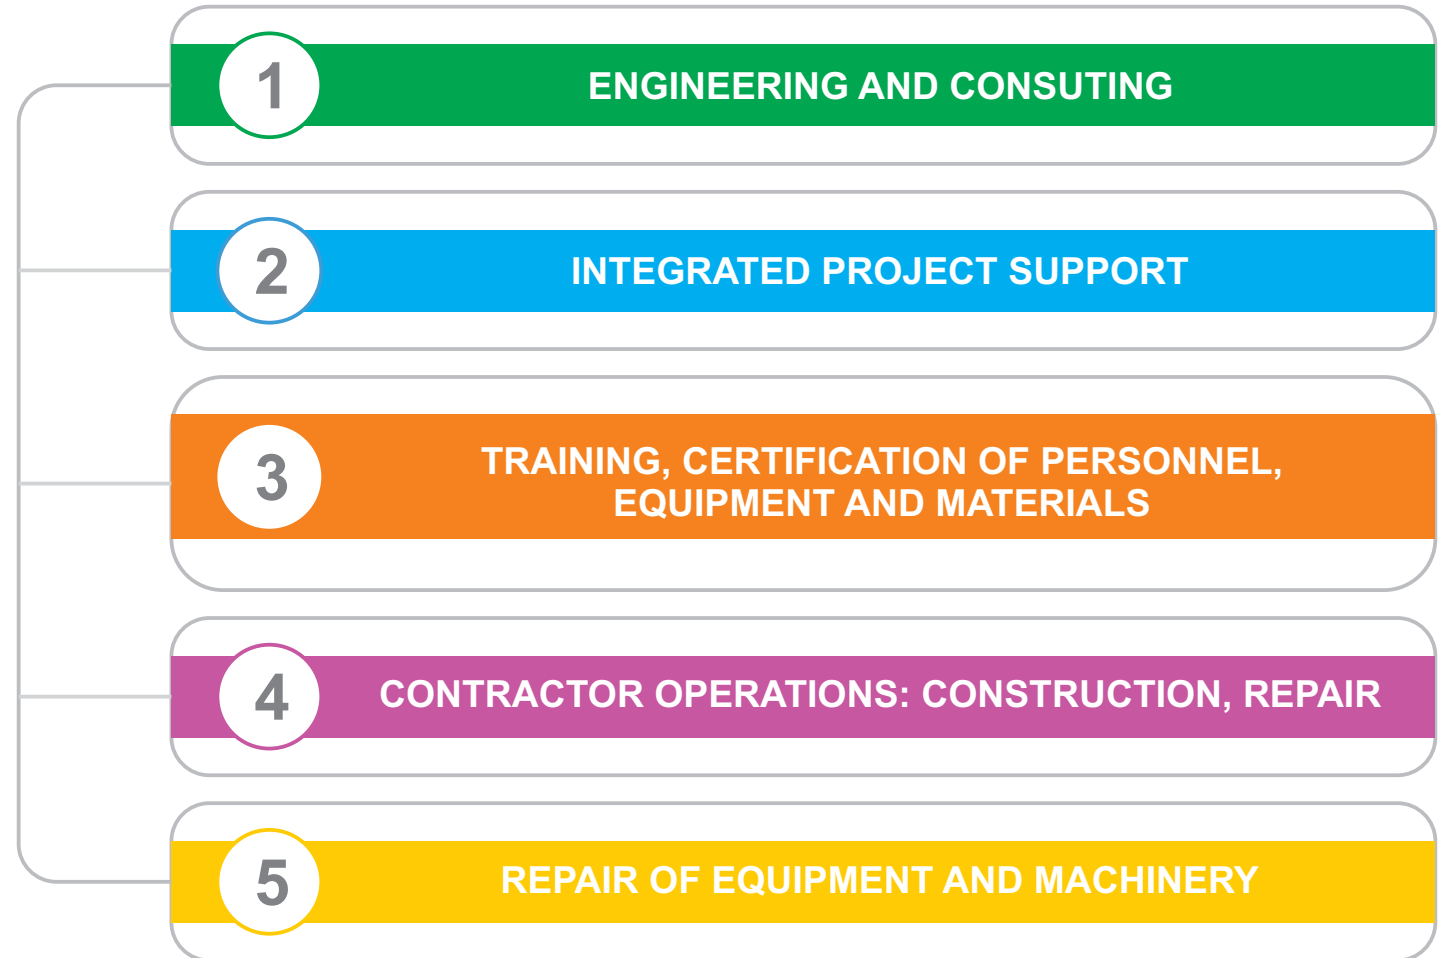 1
ENGINEERING AND CONSUTING
2
INTEGRATED PROJECT SUPPORT
3
TRAINING, CERTIFICATION OF PERSONNEL,
EQUIPMENT AND MATERIALS
4
CONTRACTOR OPERATIONS: CONSTRUCTION, REPAIR
5
REPAIR OF EQUIPMENT AND MACHINERY